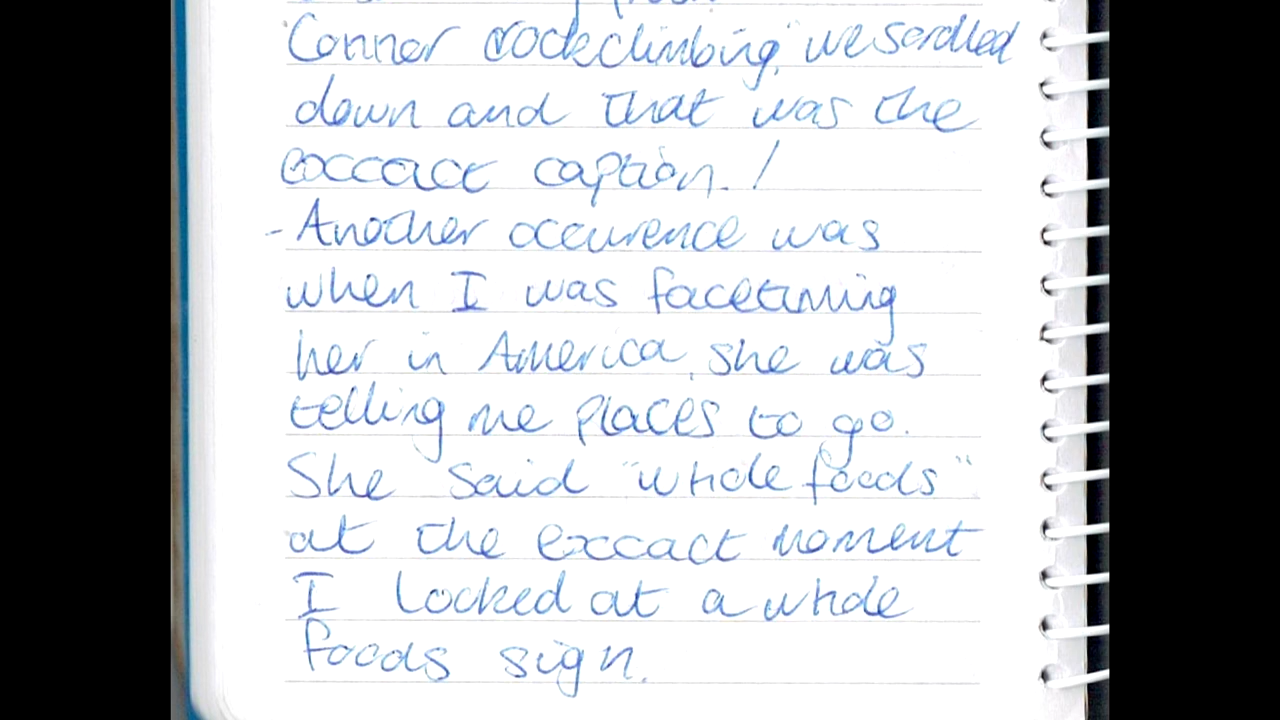 "Conner rockclimbing," we scrolled
down and that was the
exccact caption. !
- Another occurence was
when I was facetiming
her in America, she was
telling me places to go.
She said "whole foods"
at the exccact moment
I looked at a whole
foods sign.